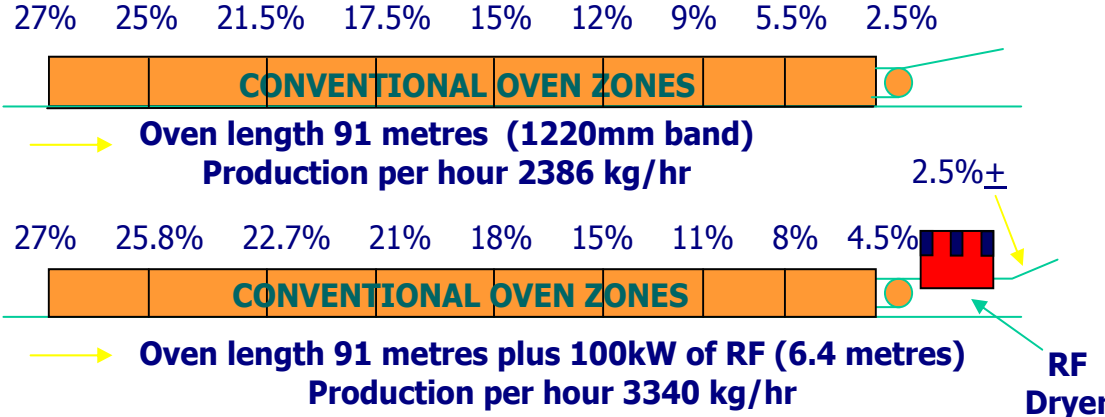 27% 25% 21.5% 17.5% 15% 12% 9% 5.5% 2.5%
CONVENTIONAL OVEN ZONES
Oven length 91 metres (1220mm band)
Production per hour 2386 kg/hr
2.5%±
27% 25.8% 22.7% 21% 18% 15% 11% 8% 4.5%
CONVENTIONAL OVEN ZONES
Oven length 91 metres plus 100kW of RF (6.4 metres)
Production per hour 3340 kg/hr
RF
Dryer